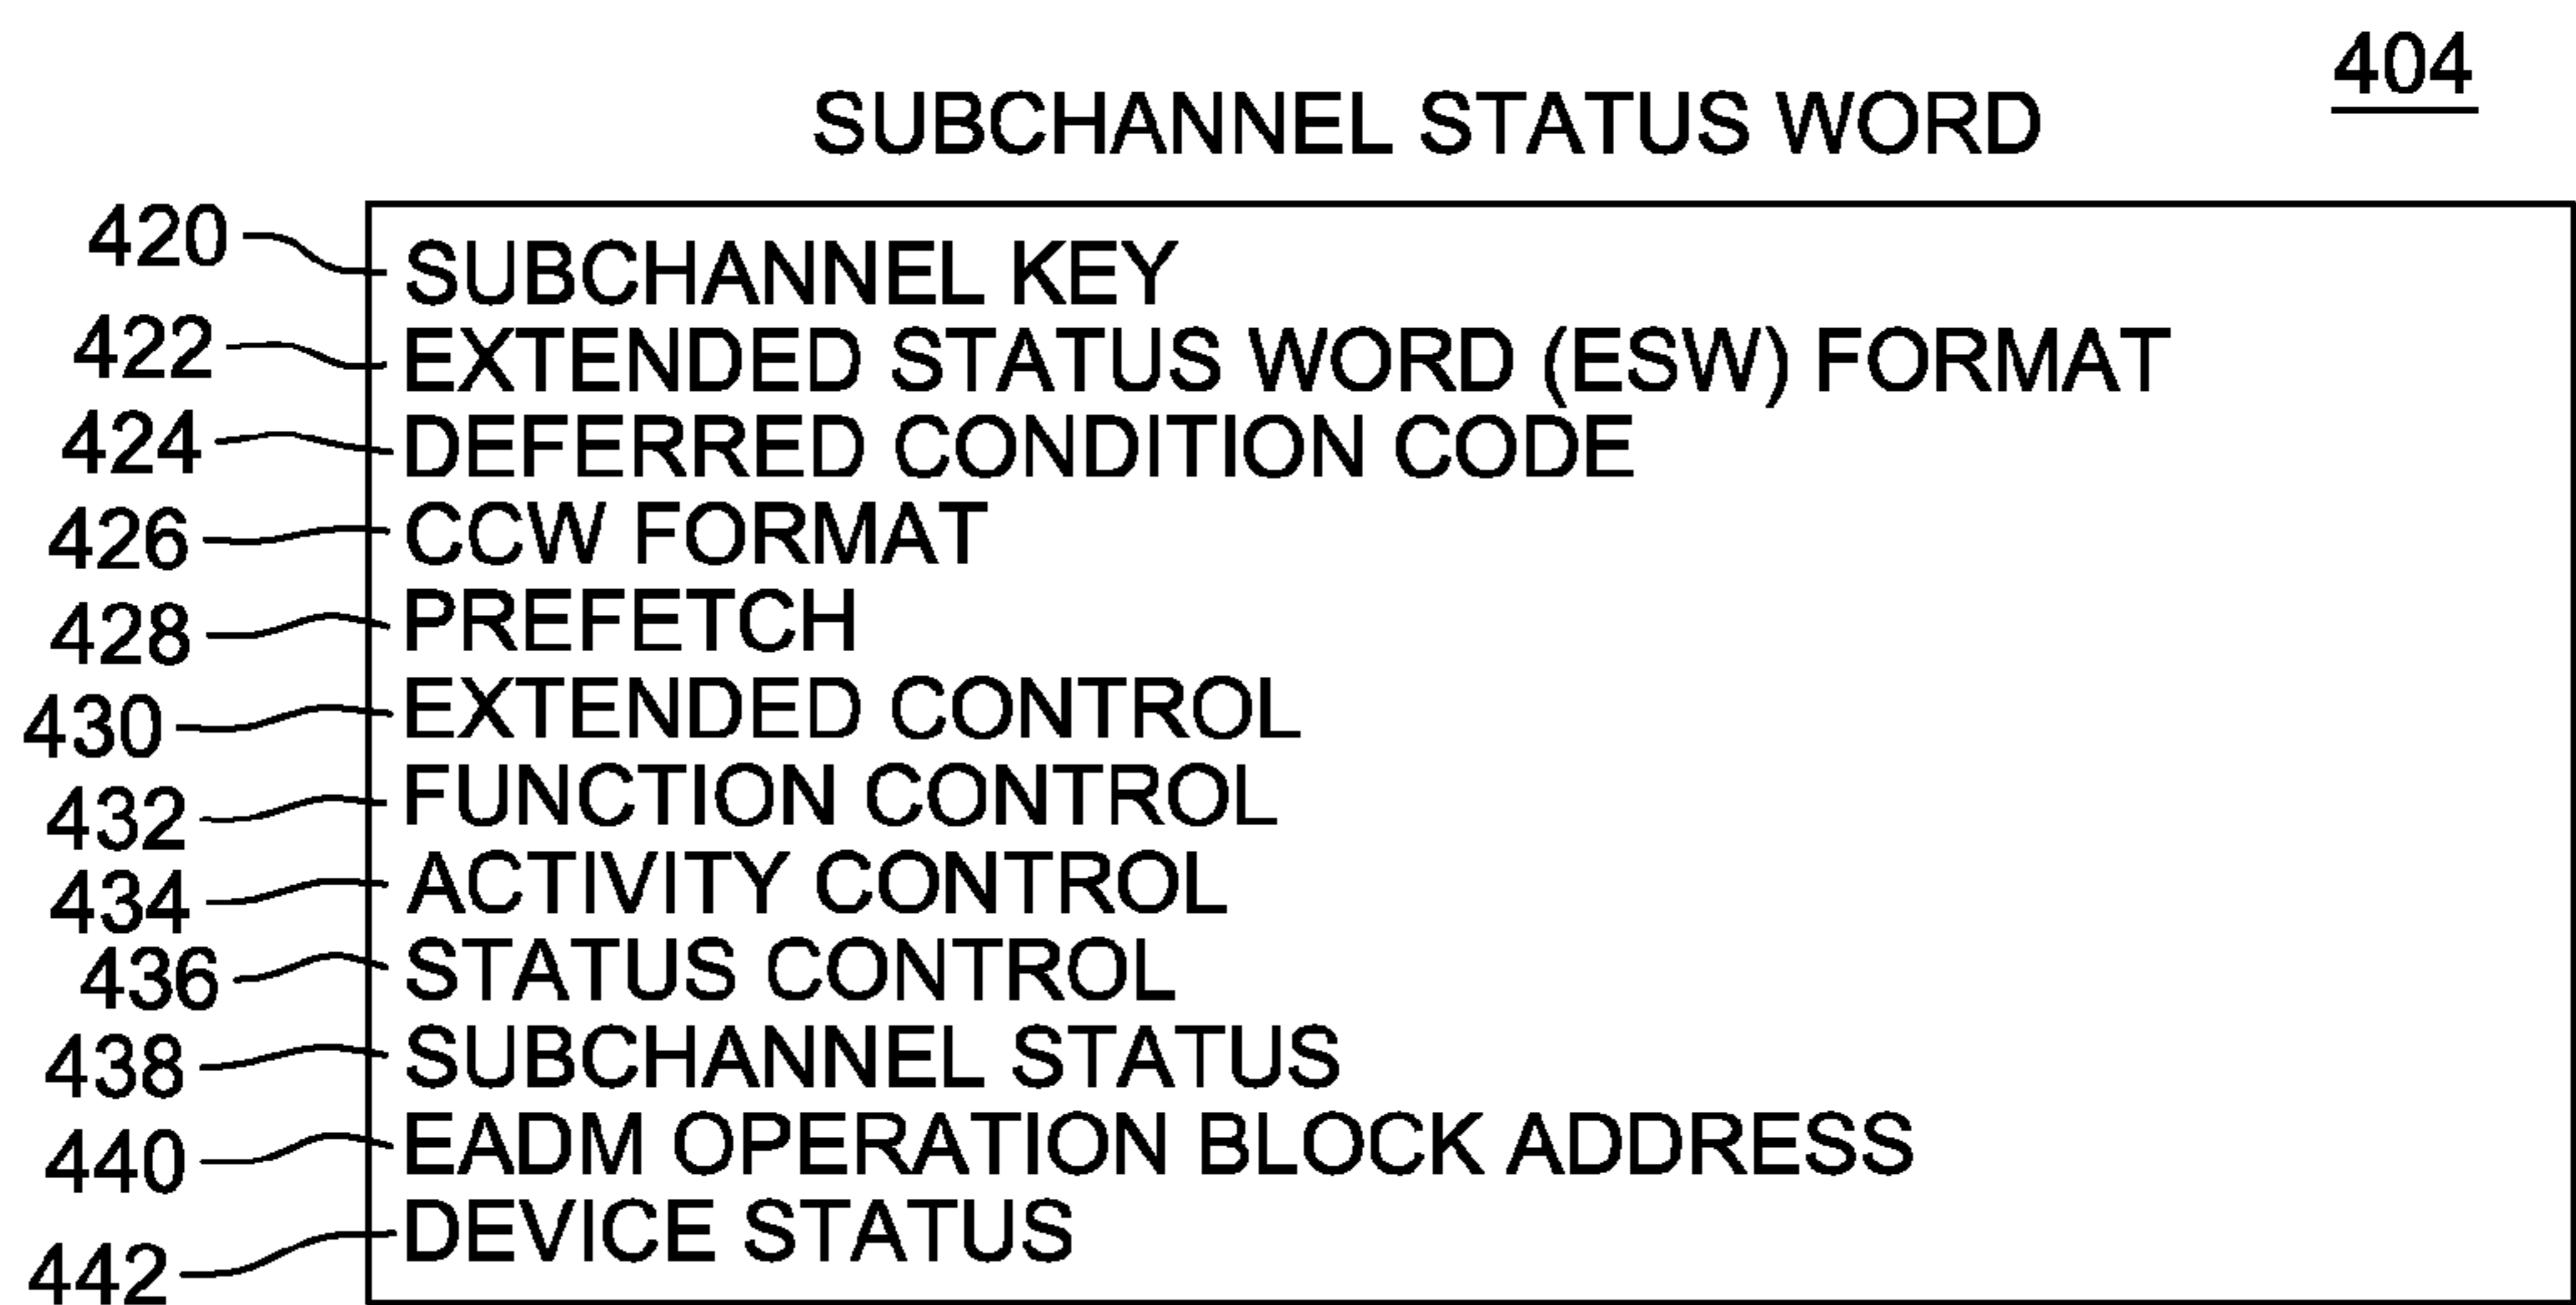 404
SUBCHANNEL STATUS WORD
420 SUBCHANNEL KEY
422 EXTENDED STATUS WORD (ESW) FORMAT
424 DEFERRED CONDITION CODE
426 CCW FORMAT
428 PREFETCH
430 EXTENDED CONTROL
432 FUNCTION CONTROL
434 ACTIVITY CONTROL
436 STATUS CONTROL
438 SUBCHANNEL STATUS
440 EADM OPERATION BLOCK ADDRESS
442 DEVICE STATUS